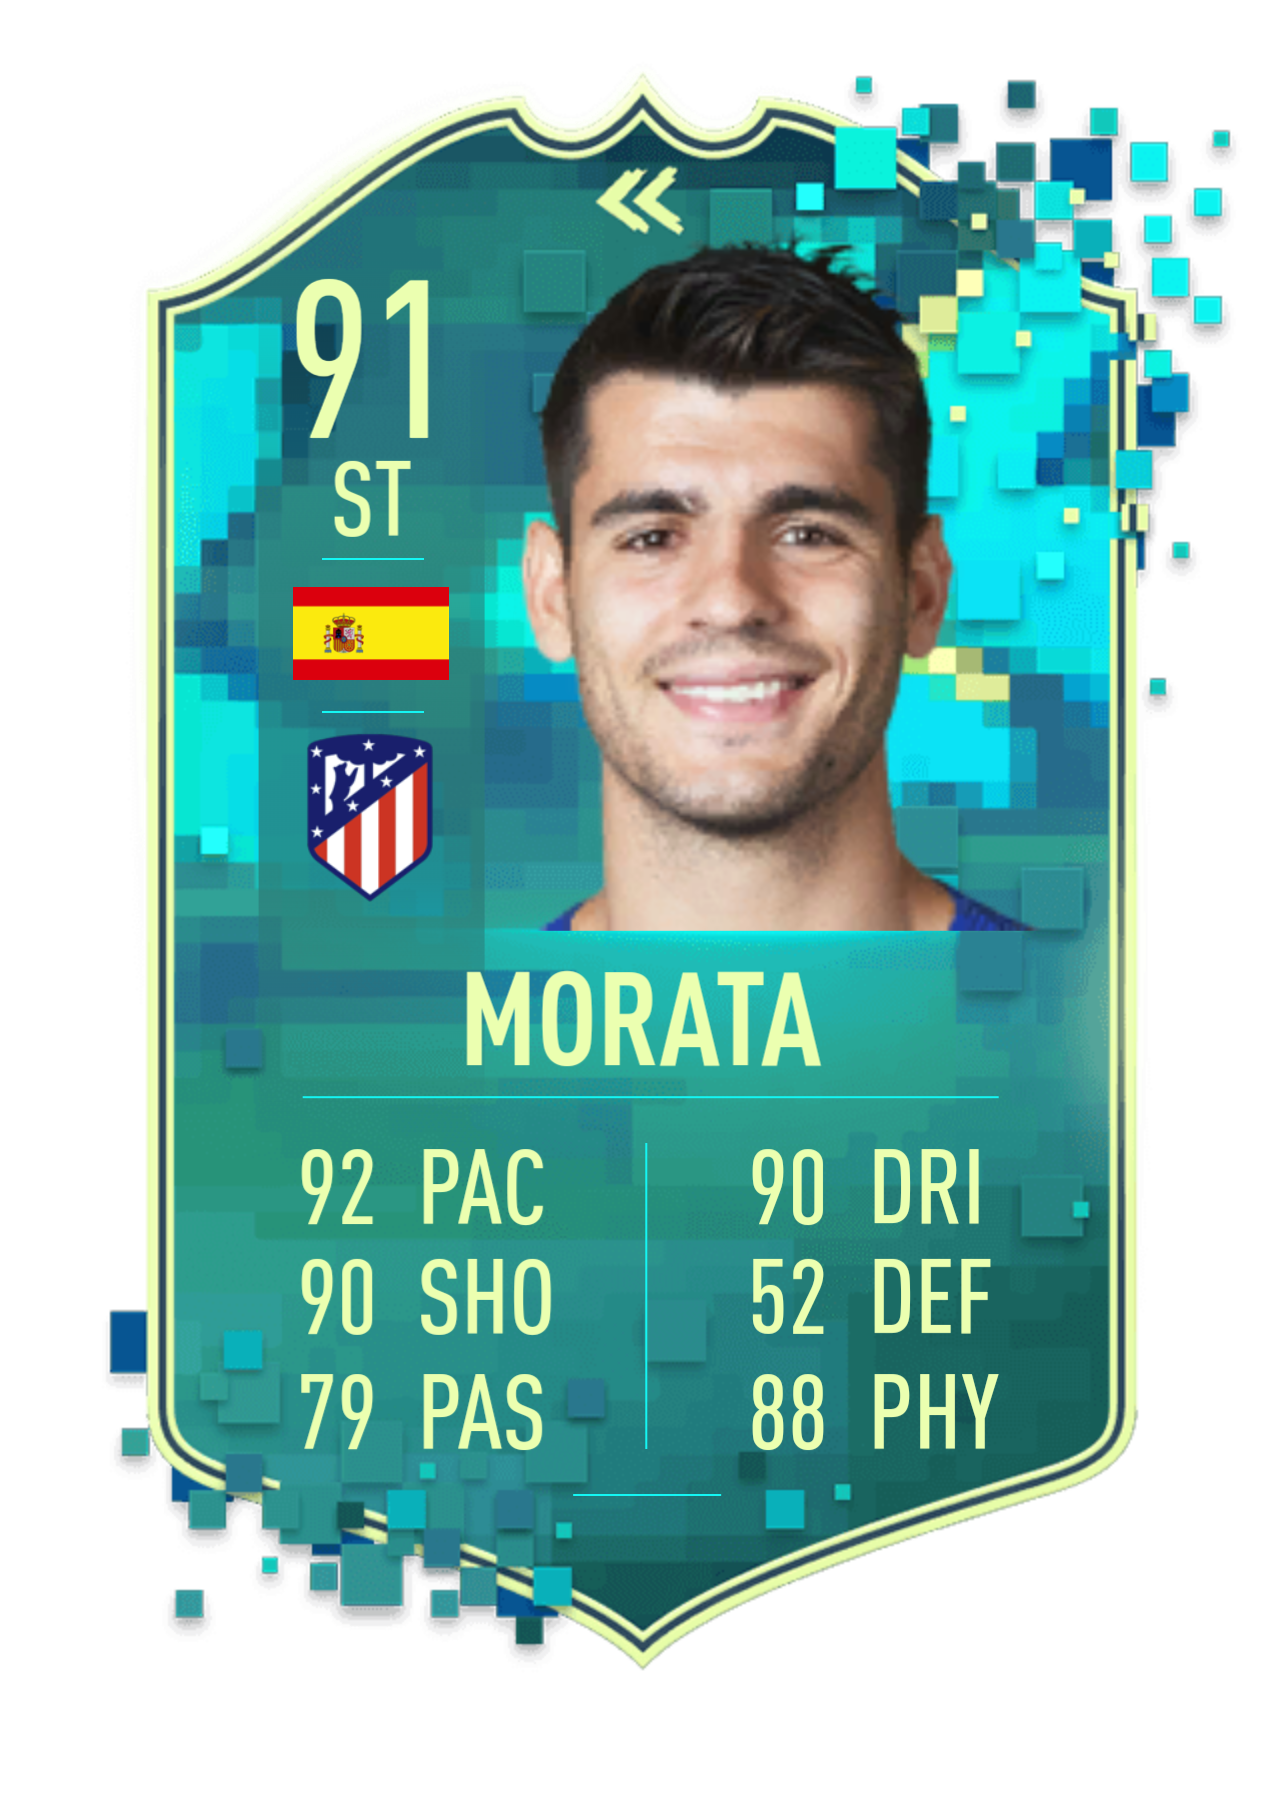 91
ST
MORATA
92 PAC 90 DRI
90 SHO 52 DEF
79 PAS 88 PHY